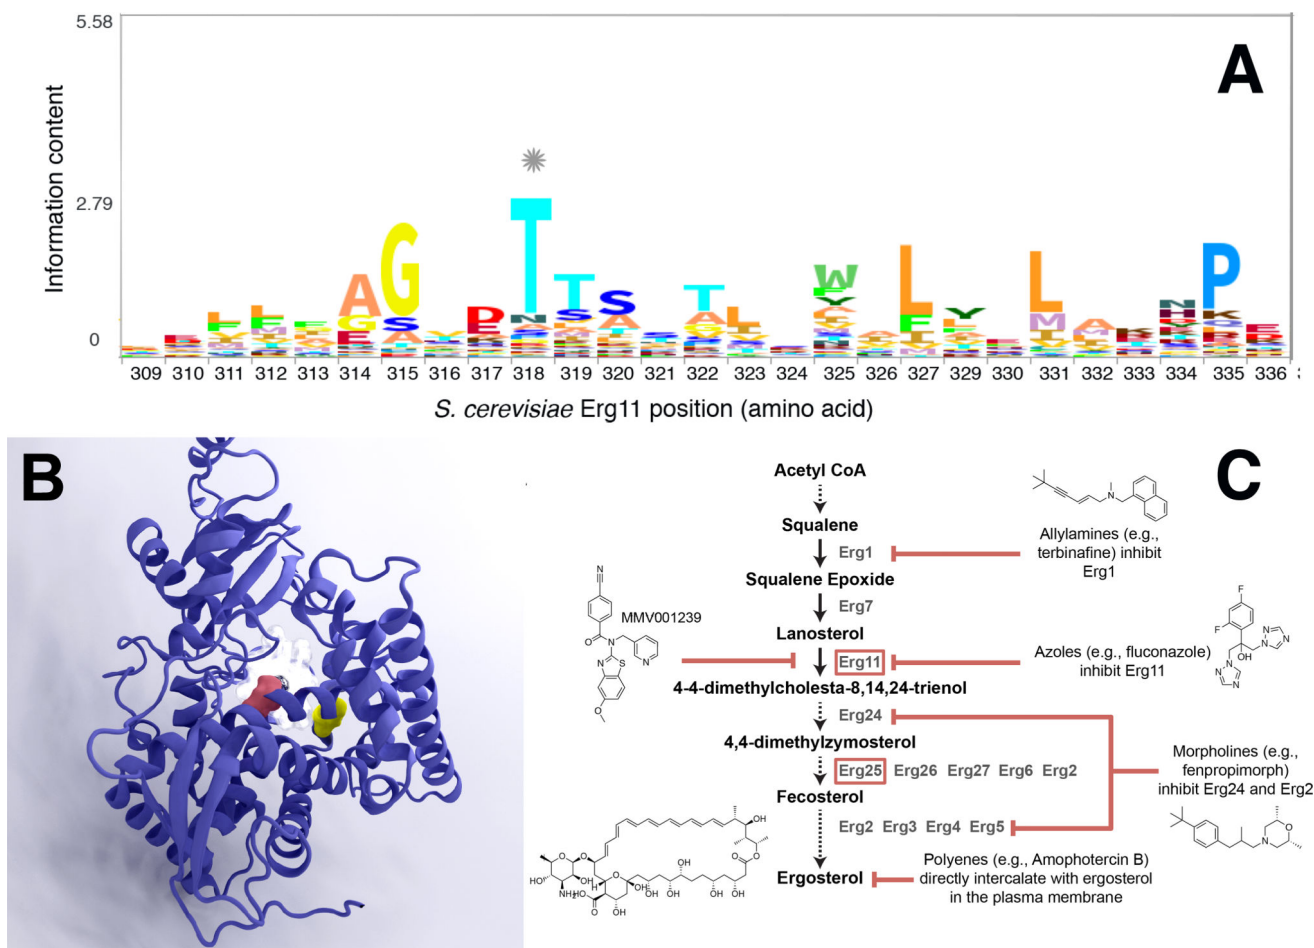 5.58
A
Information content
2.79
0
L L A G D T T S T L W L Y L A N P
309 310 311 312 313 314 315 316 317 318 319 320 321 322 323 324 325 326 327 329 330 331 332 333 334 335 336
S. cerevisiae Erg11 position (amino acid)
B
C
Acetyl CoA
Squalene
Erg1
Allylamines (e.g.,
terbinafine) inhibit
Erg1
Squalene Epoxide
Erg7
MMV001239
Lanosterol
Erg11
Azoles (e.g., fluconazole)
inhibit Erg11
4-4-dimethylcholesta-8,14,24-trienol
Erg24
4,4-dimethylzymosterol
Erg25 Erg26 Erg27 Erg6 Erg2
Morpholines (e.g.,
fenpropimorph)
inhibit Erg24 and Erg2
Fecosterol
Erg2 Erg3 Erg4 Erg5
Ergosterol
Polyenes (e.g., Amophotercin B)
directly intercalate with ergosterol
in the plasma membrane